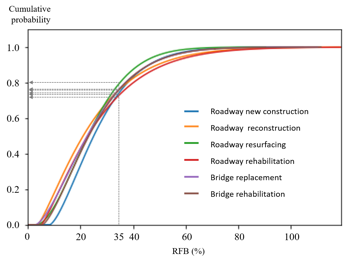 Cumulative
probability
1.0
0.8
0.6
0.4
0.2
0.0
Roadway new construction
Roadway reconstruction
Roadway resurfacing
Roadway rehabilitation
Bridge replacement
Bridge rehabilitation
0 20 35 40 60 80 100
RFB (%)